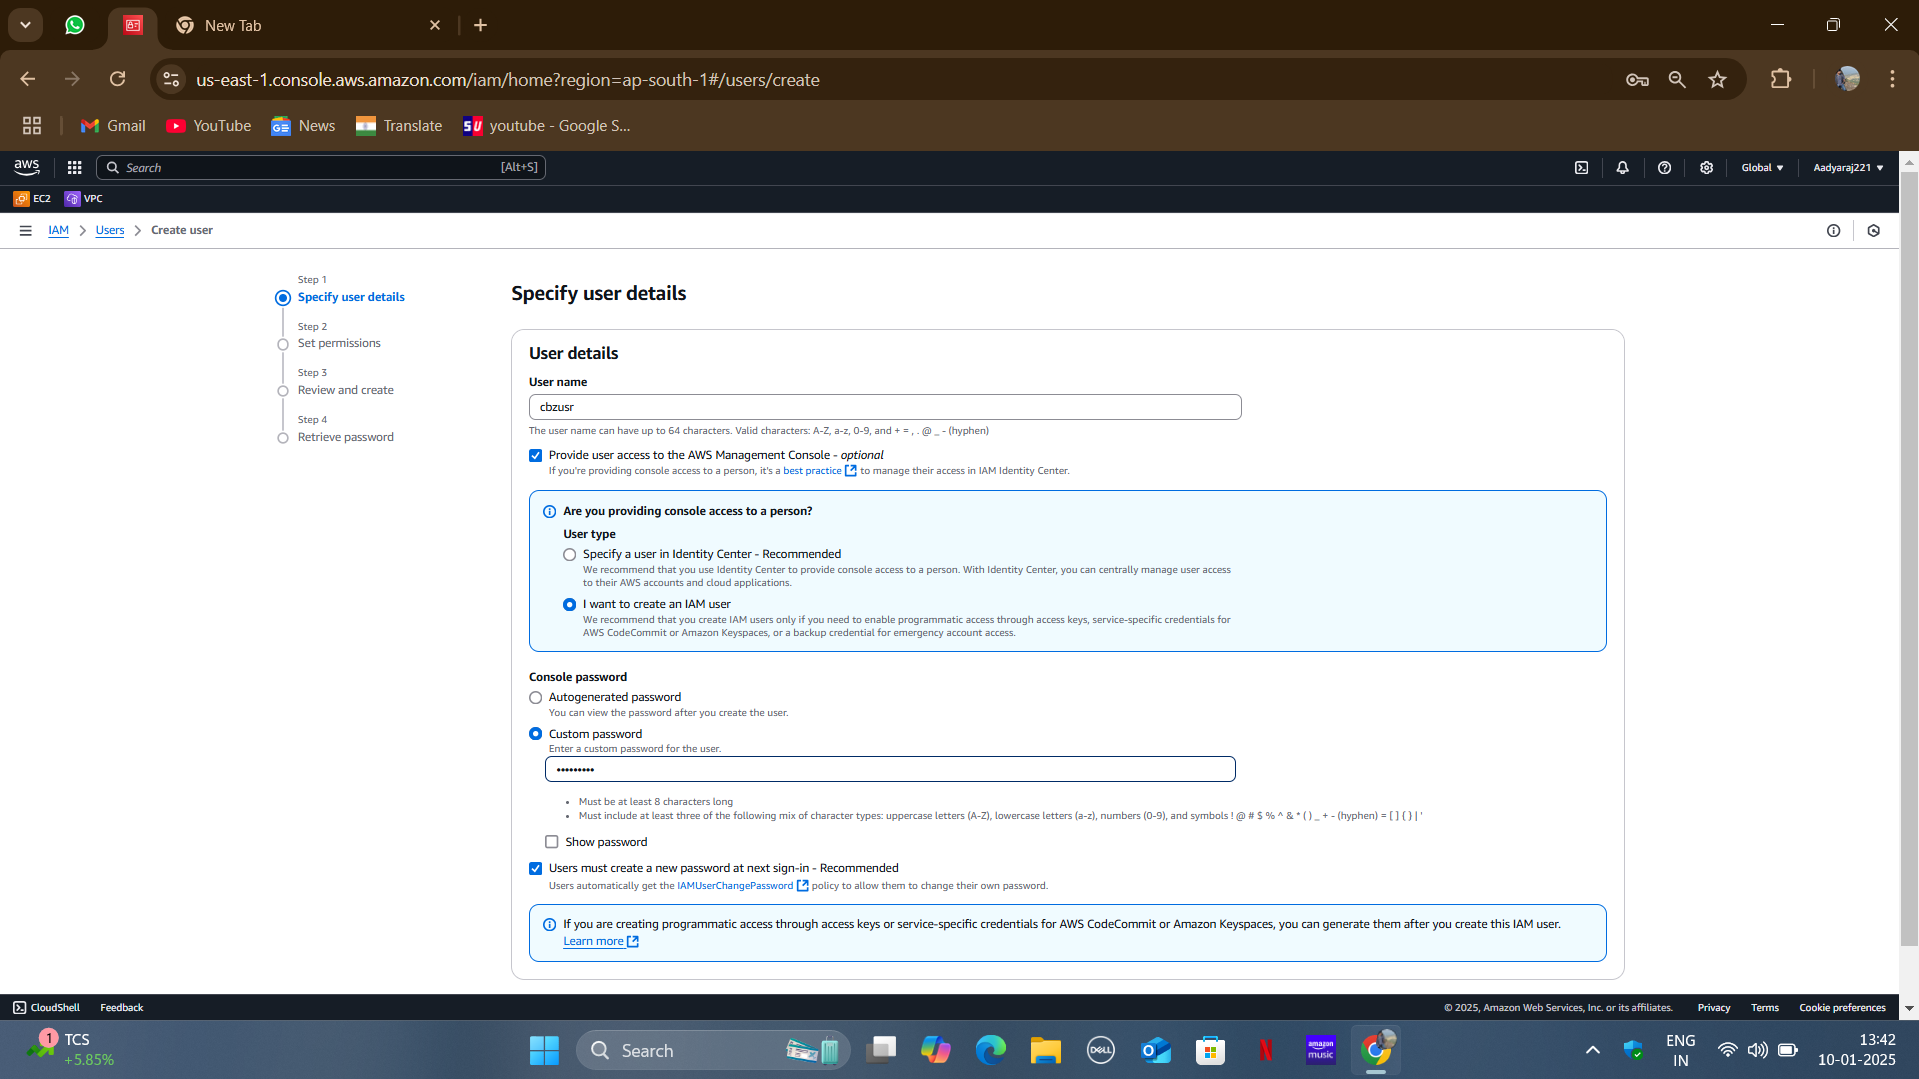 New Tab
us-east-1.console.aws.amazon.com/iam/home?region=ap-south-1#/users/create
Gmail
YouTube
News
Translate
SU
youtube - Google S...
aws
Search
[Alt+S]
Global
Aadyaraj221
EC2
VPC
IAM
Users
Create user
Step 1
Specify user details
Step 2
Set permissions
Step 3
Review and create
Step 4
Retrieve password
Specify user details
User details
User name
cbzusr
The user name can have up to 64 characters. Valid characters: A-Z, a-z, 0-9, and + = , . @ _ - (hyphen)
Provide user access to the AWS Management Console - optional
If you're providing console access to a person, it's a best practice to manage their access in IAM Identity Center.
Are you providing console access to a person?
User type
Specify a user in Identity Center - Recommended
We recommend that you use Identity Center to provide console access to a person. With Identity Center, you can centrally manage user access
to their AWS accounts and cloud applications.
I want to create an IAM user
We recommend that you create IAM users only if you need to enable programmatic access through access keys, service-specific credentials for
AWS CodeCommit or Amazon Keyspaces, or a backup credential for emergency account access.
Console password
Autogenerated password
You can view the password after you create the user.
Custom password
Enter a custom password for the user.
•••••••••
• Must be at least 8 characters long
• Must include at least three of the following mix of character types: uppercase letters (A-Z), lowercase letters (a-z), numbers (0-9), and symbols ! @ # $ % ^ & * ( ) _ + - (hyphen) = [ ] { } | '
Show password
Users must create a new password at next sign-in - Recommended
Users automatically get the IAMUserChangePassword policy to allow them to change their own password.
If you are creating programmatic access through access keys or service-specific credentials for AWS CodeCommit or Amazon Keyspaces, you can generate them after you create this IAM user.
Learn more
CloudShell
Feedback
© 2025, Amazon Web Services, Inc. or its affiliates.
Privacy
Terms
Cookie preferences
1
TCS
+5.85%
Search
DELL
amazon
music
ENG
IN
13:42
10-01-2025